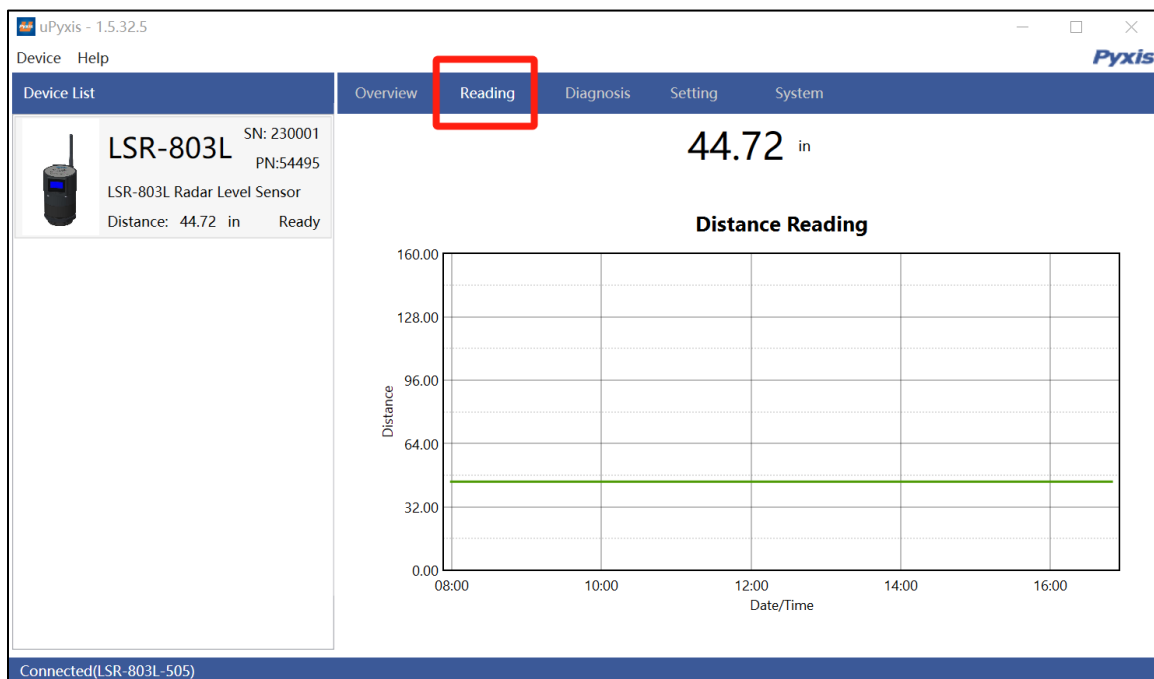 uPyxis - 1.5.32.5
Device Help
Pyxis
Device List
Overview Reading Diagnosis Setting System
LSR-803L
SN: 230001
PN:54495
LSR-803L Radar Level Sensor
Distance: 44.72 in Ready
44.72 in
Distance Reading
160.00
128.00
96.00
64.00
32.00
0.00
Distance
08:00 10:00 12:00 14:00 16:00
Date/Time
Connected(LSR-803L-505)